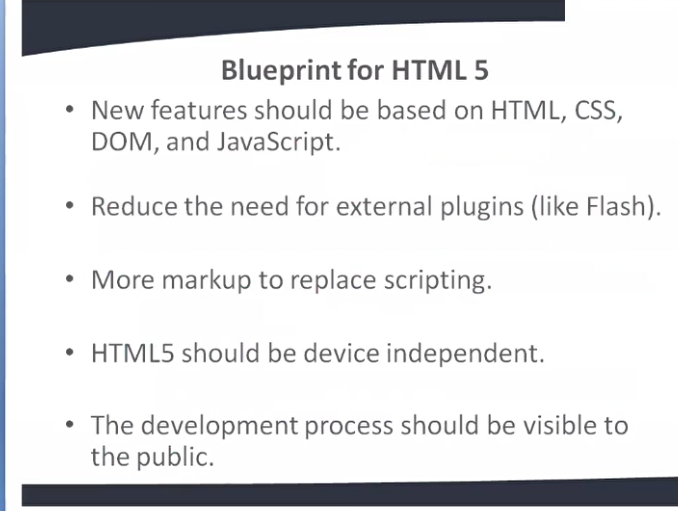 Blueprint for HTML 5
• New features should be based on HTML, CSS,
DOM, and JavaScript.
• Reduce the need for external plugins (like Flash).
• More markup to replace scripting.
• HTML5 should be device independent.
• The development process should be visible to
the public.